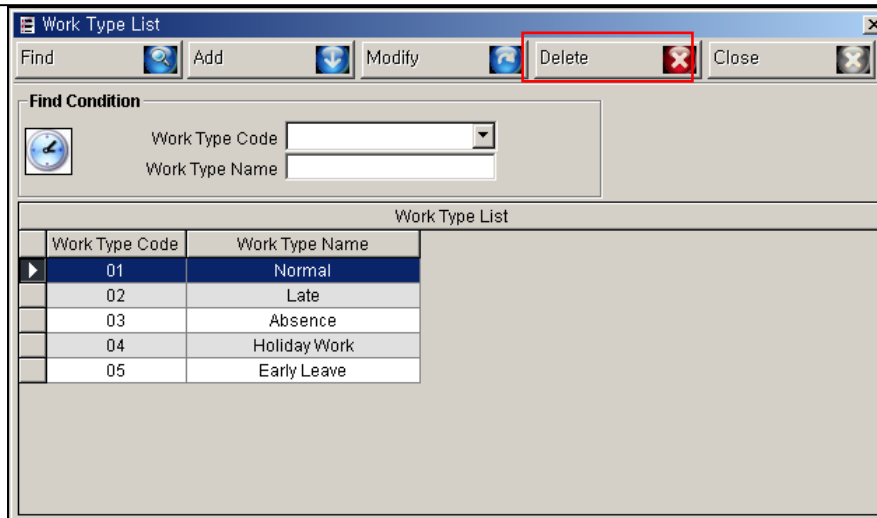 Work Type List
Find Add Modify Delete Close
Find Condition
Work Type Code
Work Type Name
Work Type List
Work Type Code Work Type Name
01 Normal
02 Late
03 Absence
04 Holiday Work
05 Early Leave